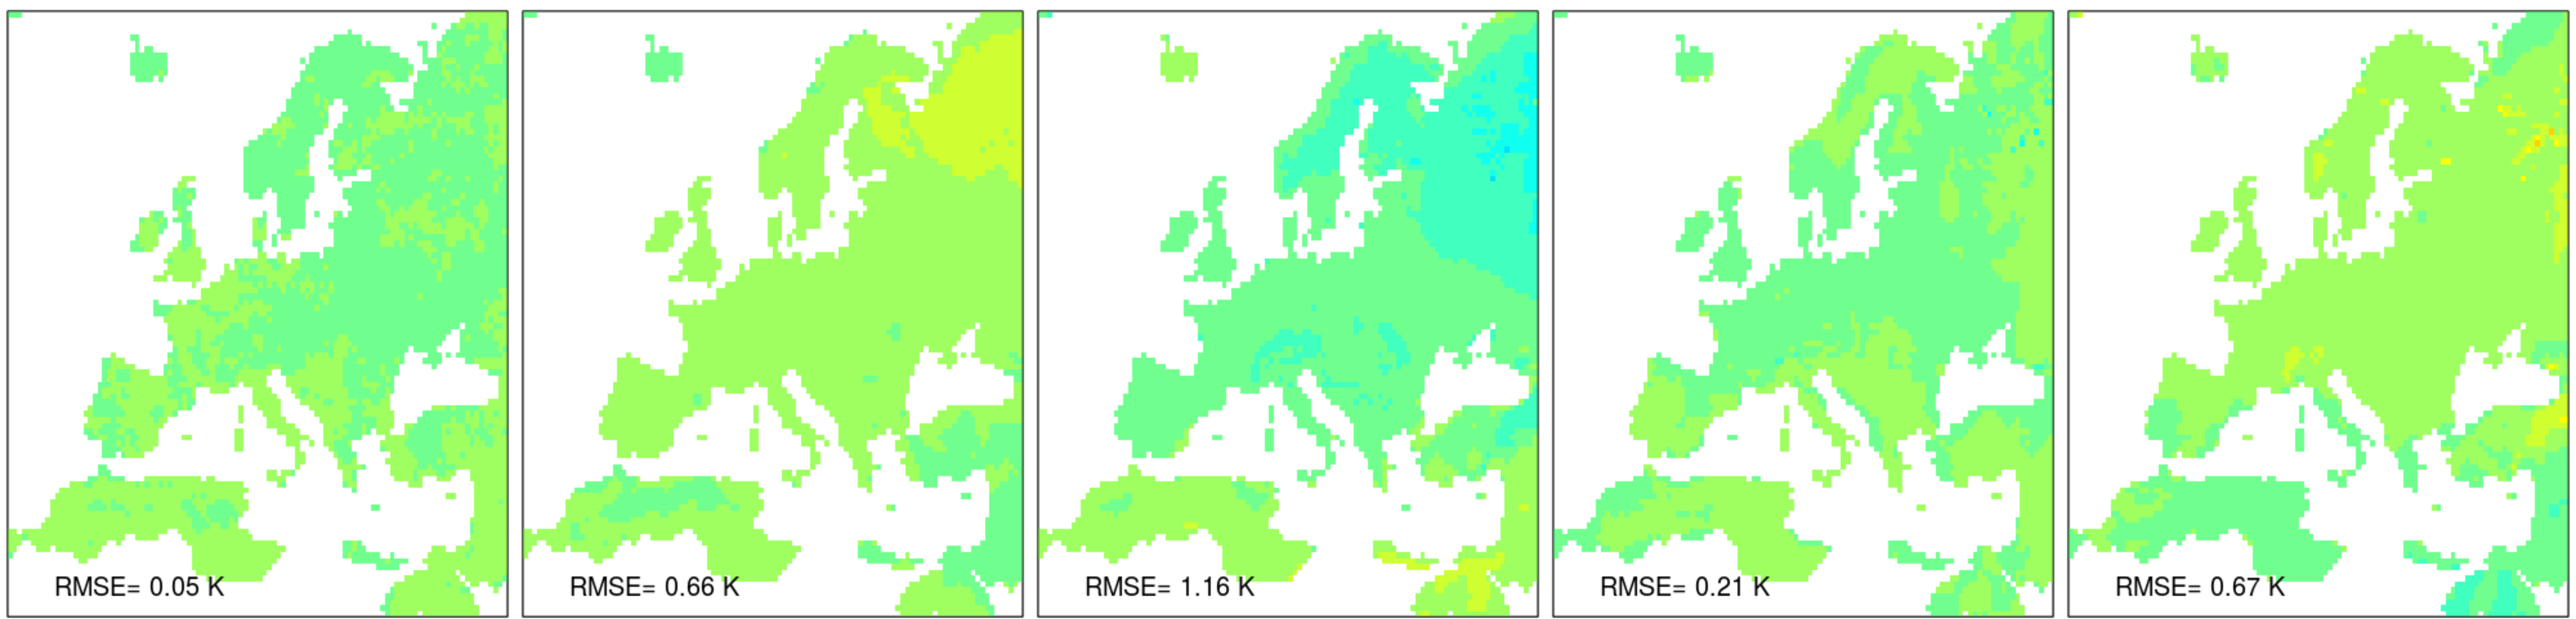 RMSE= 0.05 K
RMSE= 0.66 K
RMSE= 1.16 K
RMSE= 0.21 K
RMSE= 0.67 K